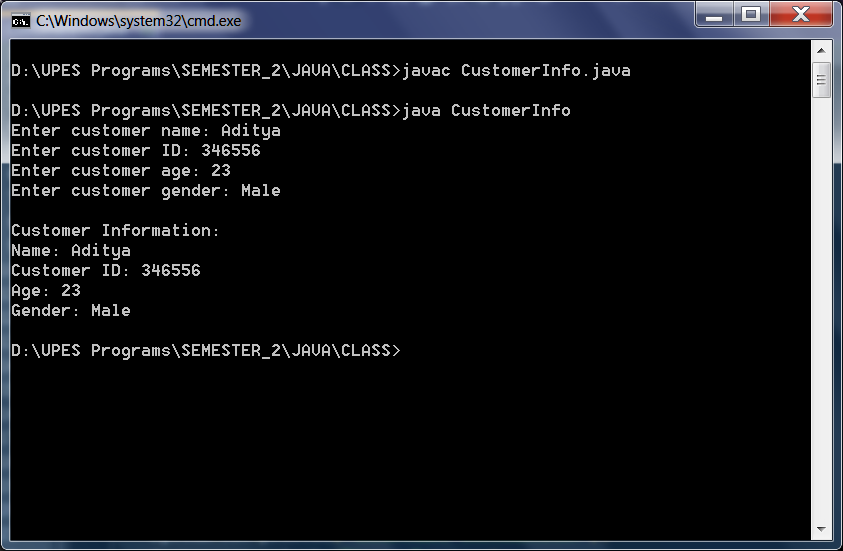 C:\Windows\system32\cmd.exe
D:\UPES Programs\SEMESTER_2\JAVA\CLASS>javac CustomerInfo.java
D:\UPES Programs\SEMESTER_2\JAVA\CLASS>java CustomerInfo
Enter customer name: Aditya
Enter customer ID: 346556
Enter customer age: 23
Enter customer gender: Male
Customer Information:
Name: Aditya
Customer ID: 346556
Age: 23
Gender: Male
D:\UPES Programs\SEMESTER_2\JAVA\CLASS>